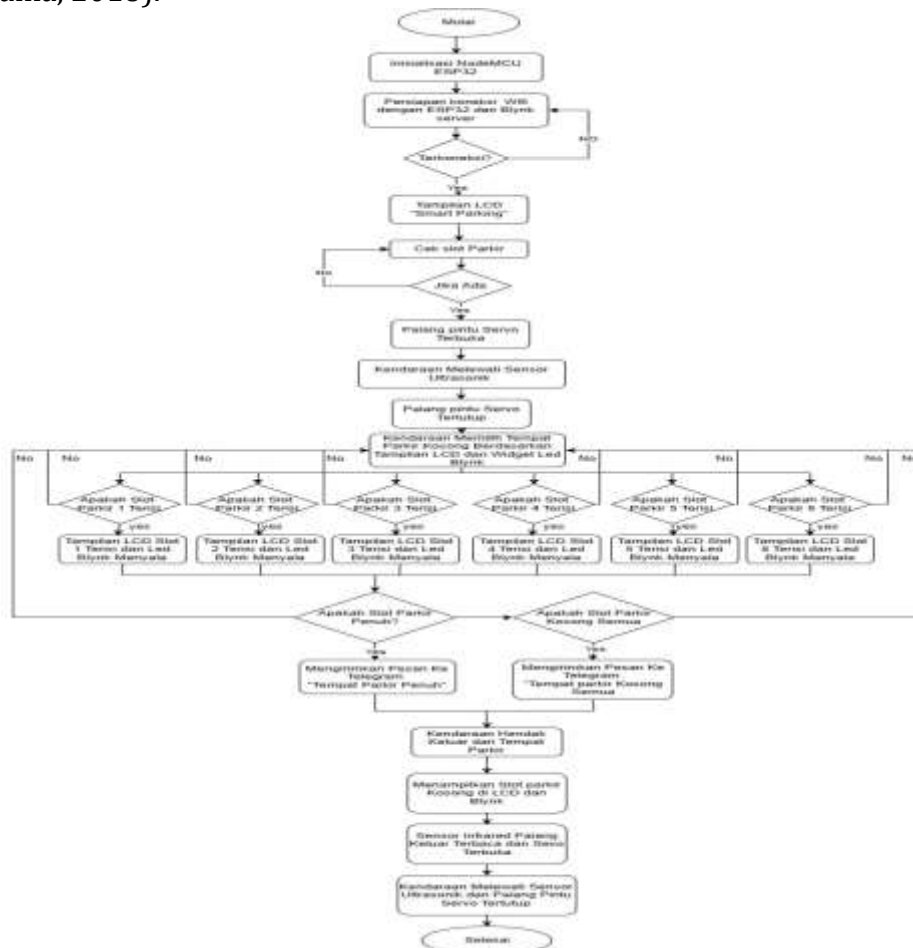 Mulai
Inisialisasi NodeMCU
ESP32
Persiapan koneksi Wifi
dengan ESP32 dan Blynk
server
NO
Terkoneksi?
Yes
Tampilan LCD
"Smart Parking"
Cek slot Parkir
No
Jika Ada
Yes
Palang pintu Servo
Terbuka
Kendaraan Melewati Sensor
Ultrasonik
Palang pintu Servo
Tertutup
Kendaraan Memilih Tempat
Parkir Kosong Berdasarkan
Tampilan LCD dan Widget Led
Blynk
No No No No No No No
Apakah Slot
Parkir 1 Terisi
Apakah Slot
Parkir 2 Terisi
Apakah Slot
Parkir 3 Terisi
Apakah Slot
Parkir 4 Terisi
Apakah Slot
Parkir 5 Terisi
Apakah Slot
Parkir 6 Terisi
yes yes yes yes yes yes
Tampilan LCD Slot
1 Terisi dan Led
Blynk Menyala
Tampilan LCD Slot
2 Terisi dan Led
Blynk Menyala
Tampilan LCD Slot
3 Terisi dan Led
Blynk Menyala
Tampilan LCD Slot
4 Terisi dan Led
Blynk Menyala
Tampilan LCD Slot
5 Terisi dan Led
Blynk Menyala
Tampilan LCD Slot
6 Terisi dan Led
Blynk Menyala
Apakah Slot Parkir
Penuh?
Apakah Slot Parkir
Kosong Semua
Yes
Yes
Mengirimkan Pesan Ke
Telegram
"Tempat Parkir Penuh"
Mengirimkan Pesan Ke
Telegram
"Tempat parkir Kosong
Semua
Kendaraan Hendak
Keluar dari Tempat
Parkir
Menampilkan Slot parkir
Kosong di LCD dan
Blynk
Sensor Infrared Palang
Keluar Terbaca dan Sevo
Terbuka
Kendaraan Melewati Sensor
Ultrasonik dan Palang Pintu
Servo Tertutup
Selesai